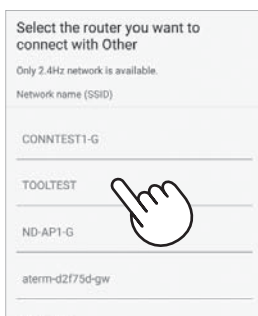 Select the router you want to
connect with Other
Only 2.4Hz network is available.
Network name (SSID)
CONNTEST1-G
TOOLTEST
ND-AP1-G
aterm-d2f75d-gw